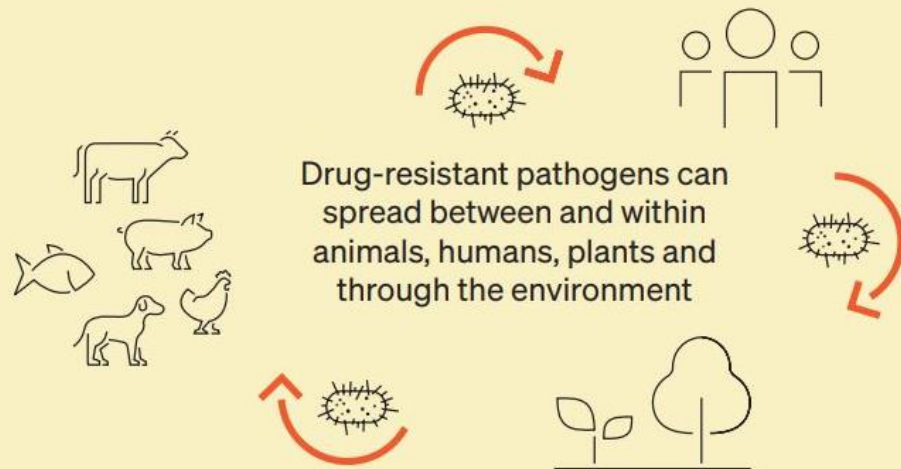 Drug-resistant pathogens can
spread between and within
animals, humans, plants and
through the environment